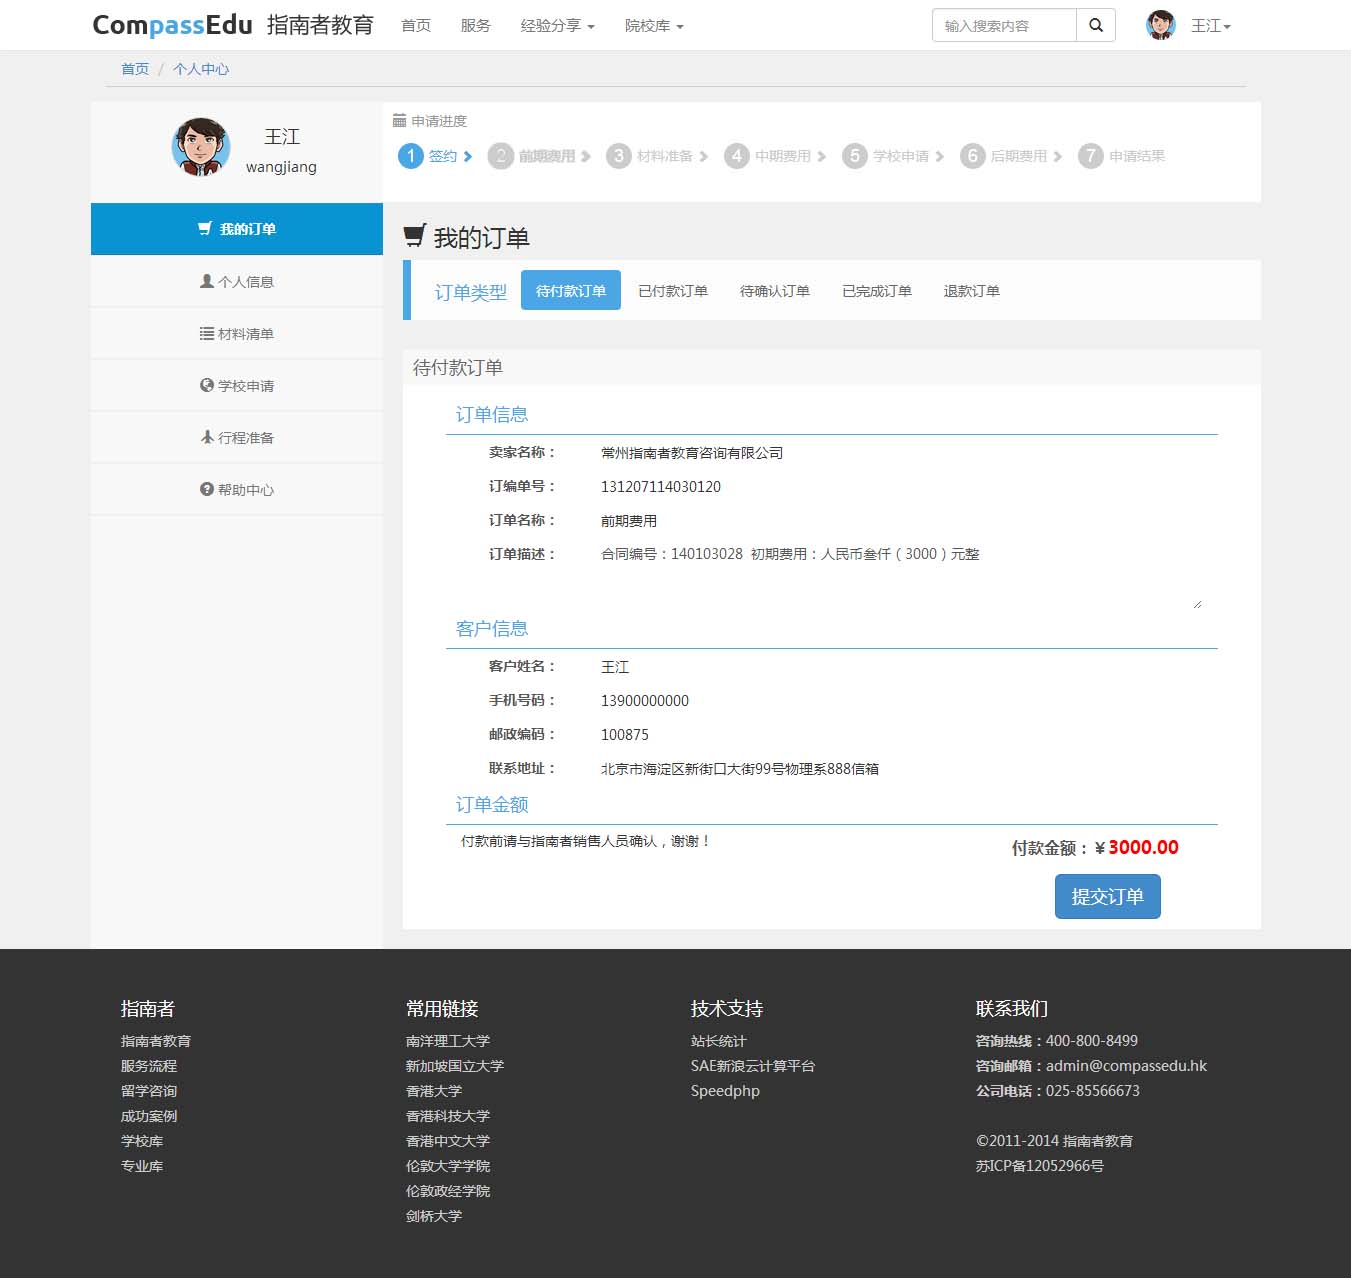 CompassEdu 指南者教育 首页 服务 经验分享 院校库 输入搜索内容 王江
首页 / 个人中心
王江
wangjiang
申请进度
1 签约 2 前期费用 3 材料准备 4 中期费用 5 学校申请 6 后期费用 7 申请结果
我的订单
个人信息
材料清单
学校申请
行程准备
帮助中心
我的订单
订单类型 待付款订单 已付款订单 待确认订单 已完成订单 退款订单
待付款订单
订单信息
卖家名称： 常州指南者教育咨询有限公司
订编单号： 131207114030120
订单名称： 前期费用
订单描述： 合同编号：140103028 初期费用：人民币叁仟（3000）元整
客户信息
客户姓名： 王江
手机号码： 13900000000
邮政编码： 100875
联系地址： 北京市海淀区新街口大街99号物理系888信箱
订单金额
付款前请与指南者销售人员确认，谢谢！
付款金额：￥3000.00
提交订单
指南者
指南者教育
服务流程
留学咨询
成功案例
学校库
专业库
常用链接
南洋理工大学
新加坡国立大学
香港大学
香港科技大学
香港中文大学
伦敦大学学院
伦敦政经学院
剑桥大学
技术支持
站长统计
SAE新浪云计算平台
Speedphp
联系我们
咨询热线：400-800-8499
咨询邮箱：admin@compassedu.hk
公司电话：025-85566673
©2011-2014 指南者教育
苏ICP备12052966号